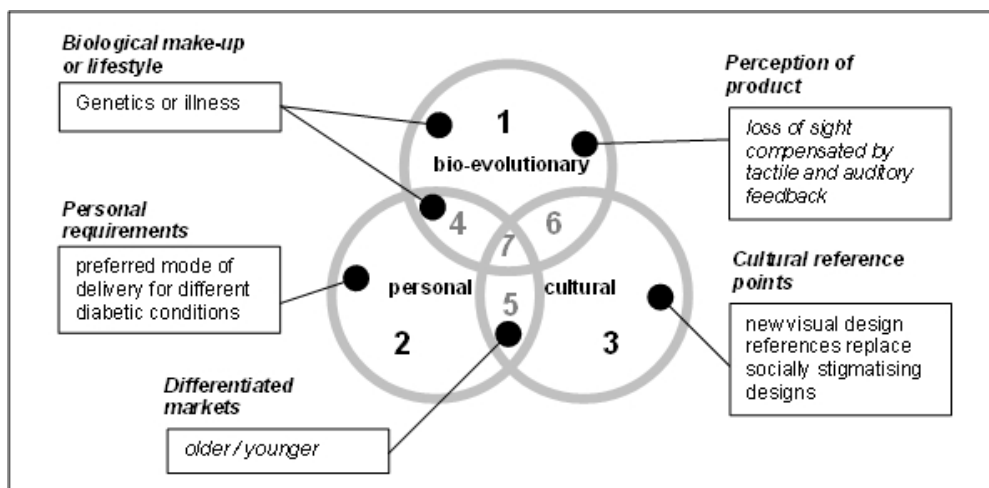 Biological make-up
or lifestyle
Genetics or illness
Perception of
product
loss of sight
compensated by
tactile and auditory
feedback
1
bio-evolutionary
4
6
7
Personal
requirements
preferred mode of
delivery for different
diabetic conditions
personal
cultural
5
2
3
Cultural reference
points
new visual design
references replace
socially stigmatising
designs
Differentiated
markets
older / younger